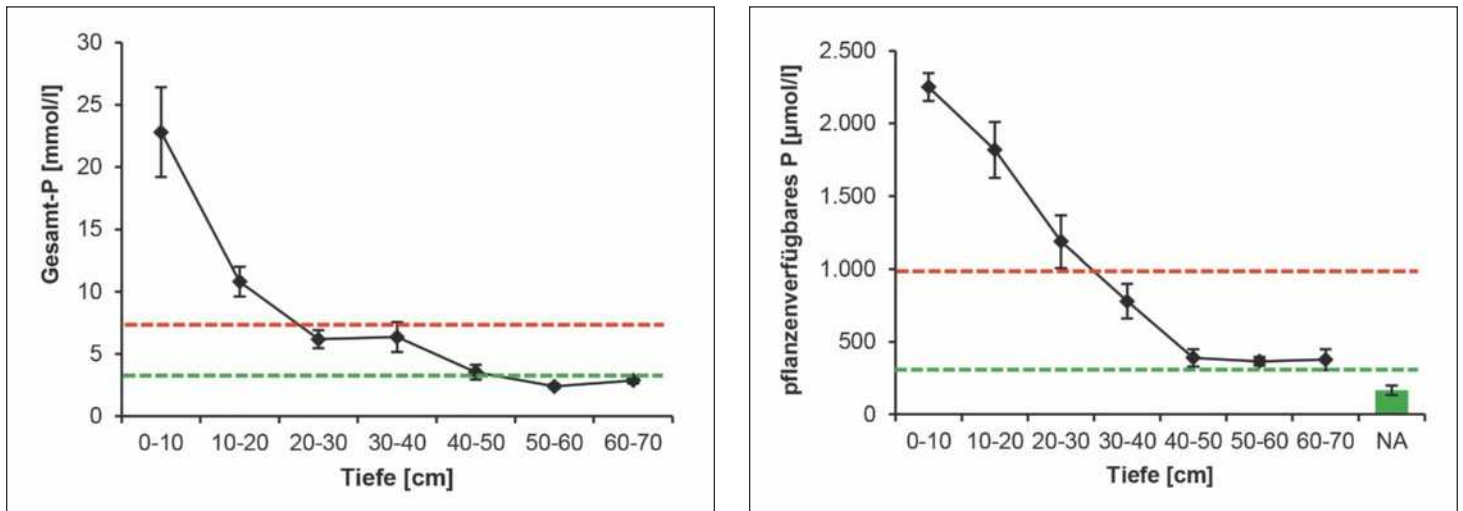 Gesamt-P [mmol/l]
30
25
20
15
10
5
0
0-10 10-20 20-30 30-40 40-50 50-60 60-70
Tiefe [cm]
pflanzenverfügbares P [µmol/l]
2.500
2.000
1.500
1.000
500
0
0-10 10-20 20-30 30-40 40-50 50-60 60-70 NA
Tiefe [cm]